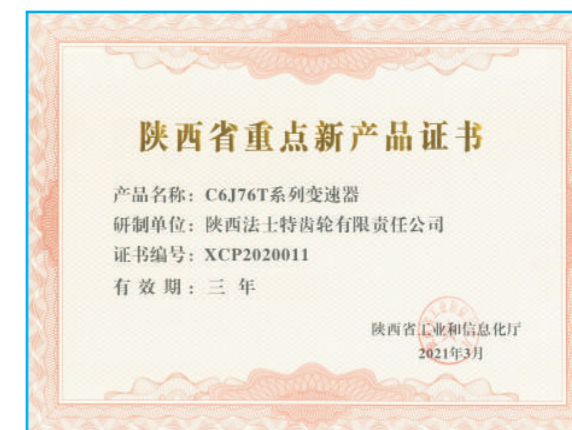 陕西省重点新产品证书
产品名称：C6J76T系列变速器
研制单位：陕西法士特齿轮有限责任公司
证书编号：XCP2020011
有效期：三 年
陕西省工业和信息化厅
2021年3月